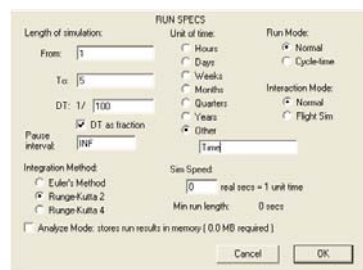 RUN SPECS
Length of simulation:
From: 1
To: 5
DT: 1/ 100
DT as fraction
Pause interval: INF
Integration Method:
Euler's Method
Runge-Kutta 2
Runge-Kutta 4
Analyze Mode: stores run results in memory ( 0.0 MB required )
Unit of time:
Hours
Days
Weeks
Months
Quarters
Years
Other
Time
Sim Speed:
0 real secs = 1 unit time
Min run length: 0 secs
Run Mode:
Normal
Cycle-time
Interaction Mode:
Normal
Flight Sim
Cancel
OK